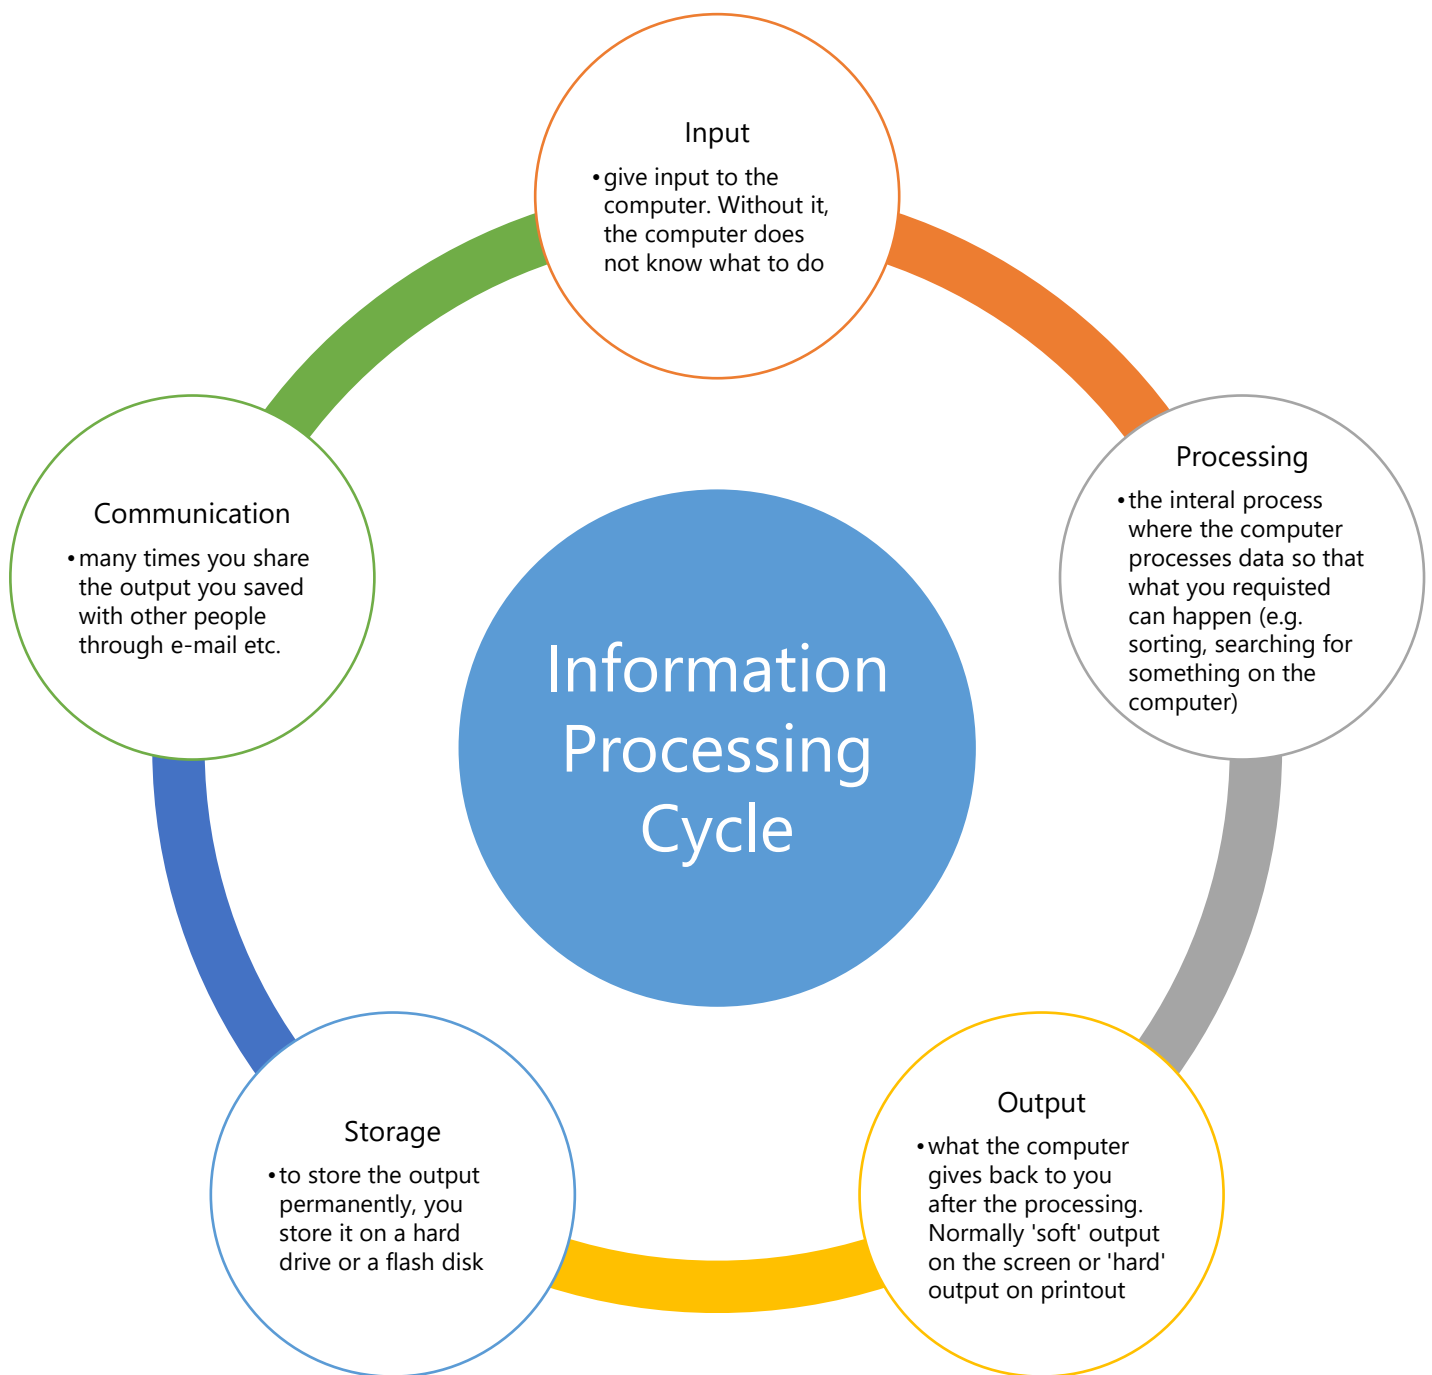 Input
•give input to the
computer. Without it,
the computer does
not know what to do
Processing
•the interal process
where the computer
processes data so that
what you requisted
can happen (e.g.
sorting, searching for
something on the
computer)
Output
•what the computer
gives back to you
after the processing.
Normally 'soft' output
on the screen or 'hard'
output on printout
Storage
•to store the output
permanently, you
store it on a hard
drive or a flash disk
Communication
•many times you share
the output you saved
with other people
through e-mail etc.
Information
Processing
Cycle